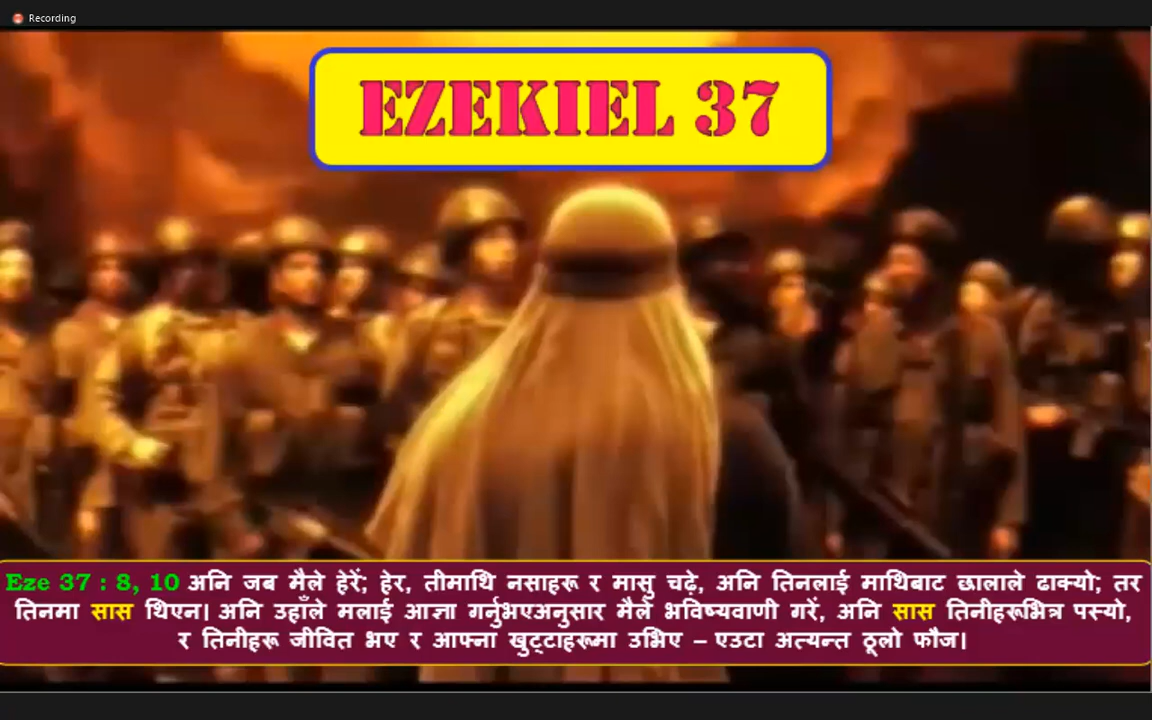 Recording
EZEKIEL 37
Eze 37 : 8, 10 अनि जब मैले हेरें; हेर, तीमाथि नसाहरू र मासु चढ़े, अनि तिनलाई माथिबाट छालाले ढाक्यो; तर
तिनमा सास थिएन। अनि उहाँले मलाई आज्ञा गर्नुभएअनुसार मैले भविष्यवाणी गरें, अनि सास तिनीहरूभित्र पस्यो,
र तिनीहरू जीवित भए र आफ्ना खुट्टाहरूमा उभिए – एउटा अत्यन्त ठूलो फौज।